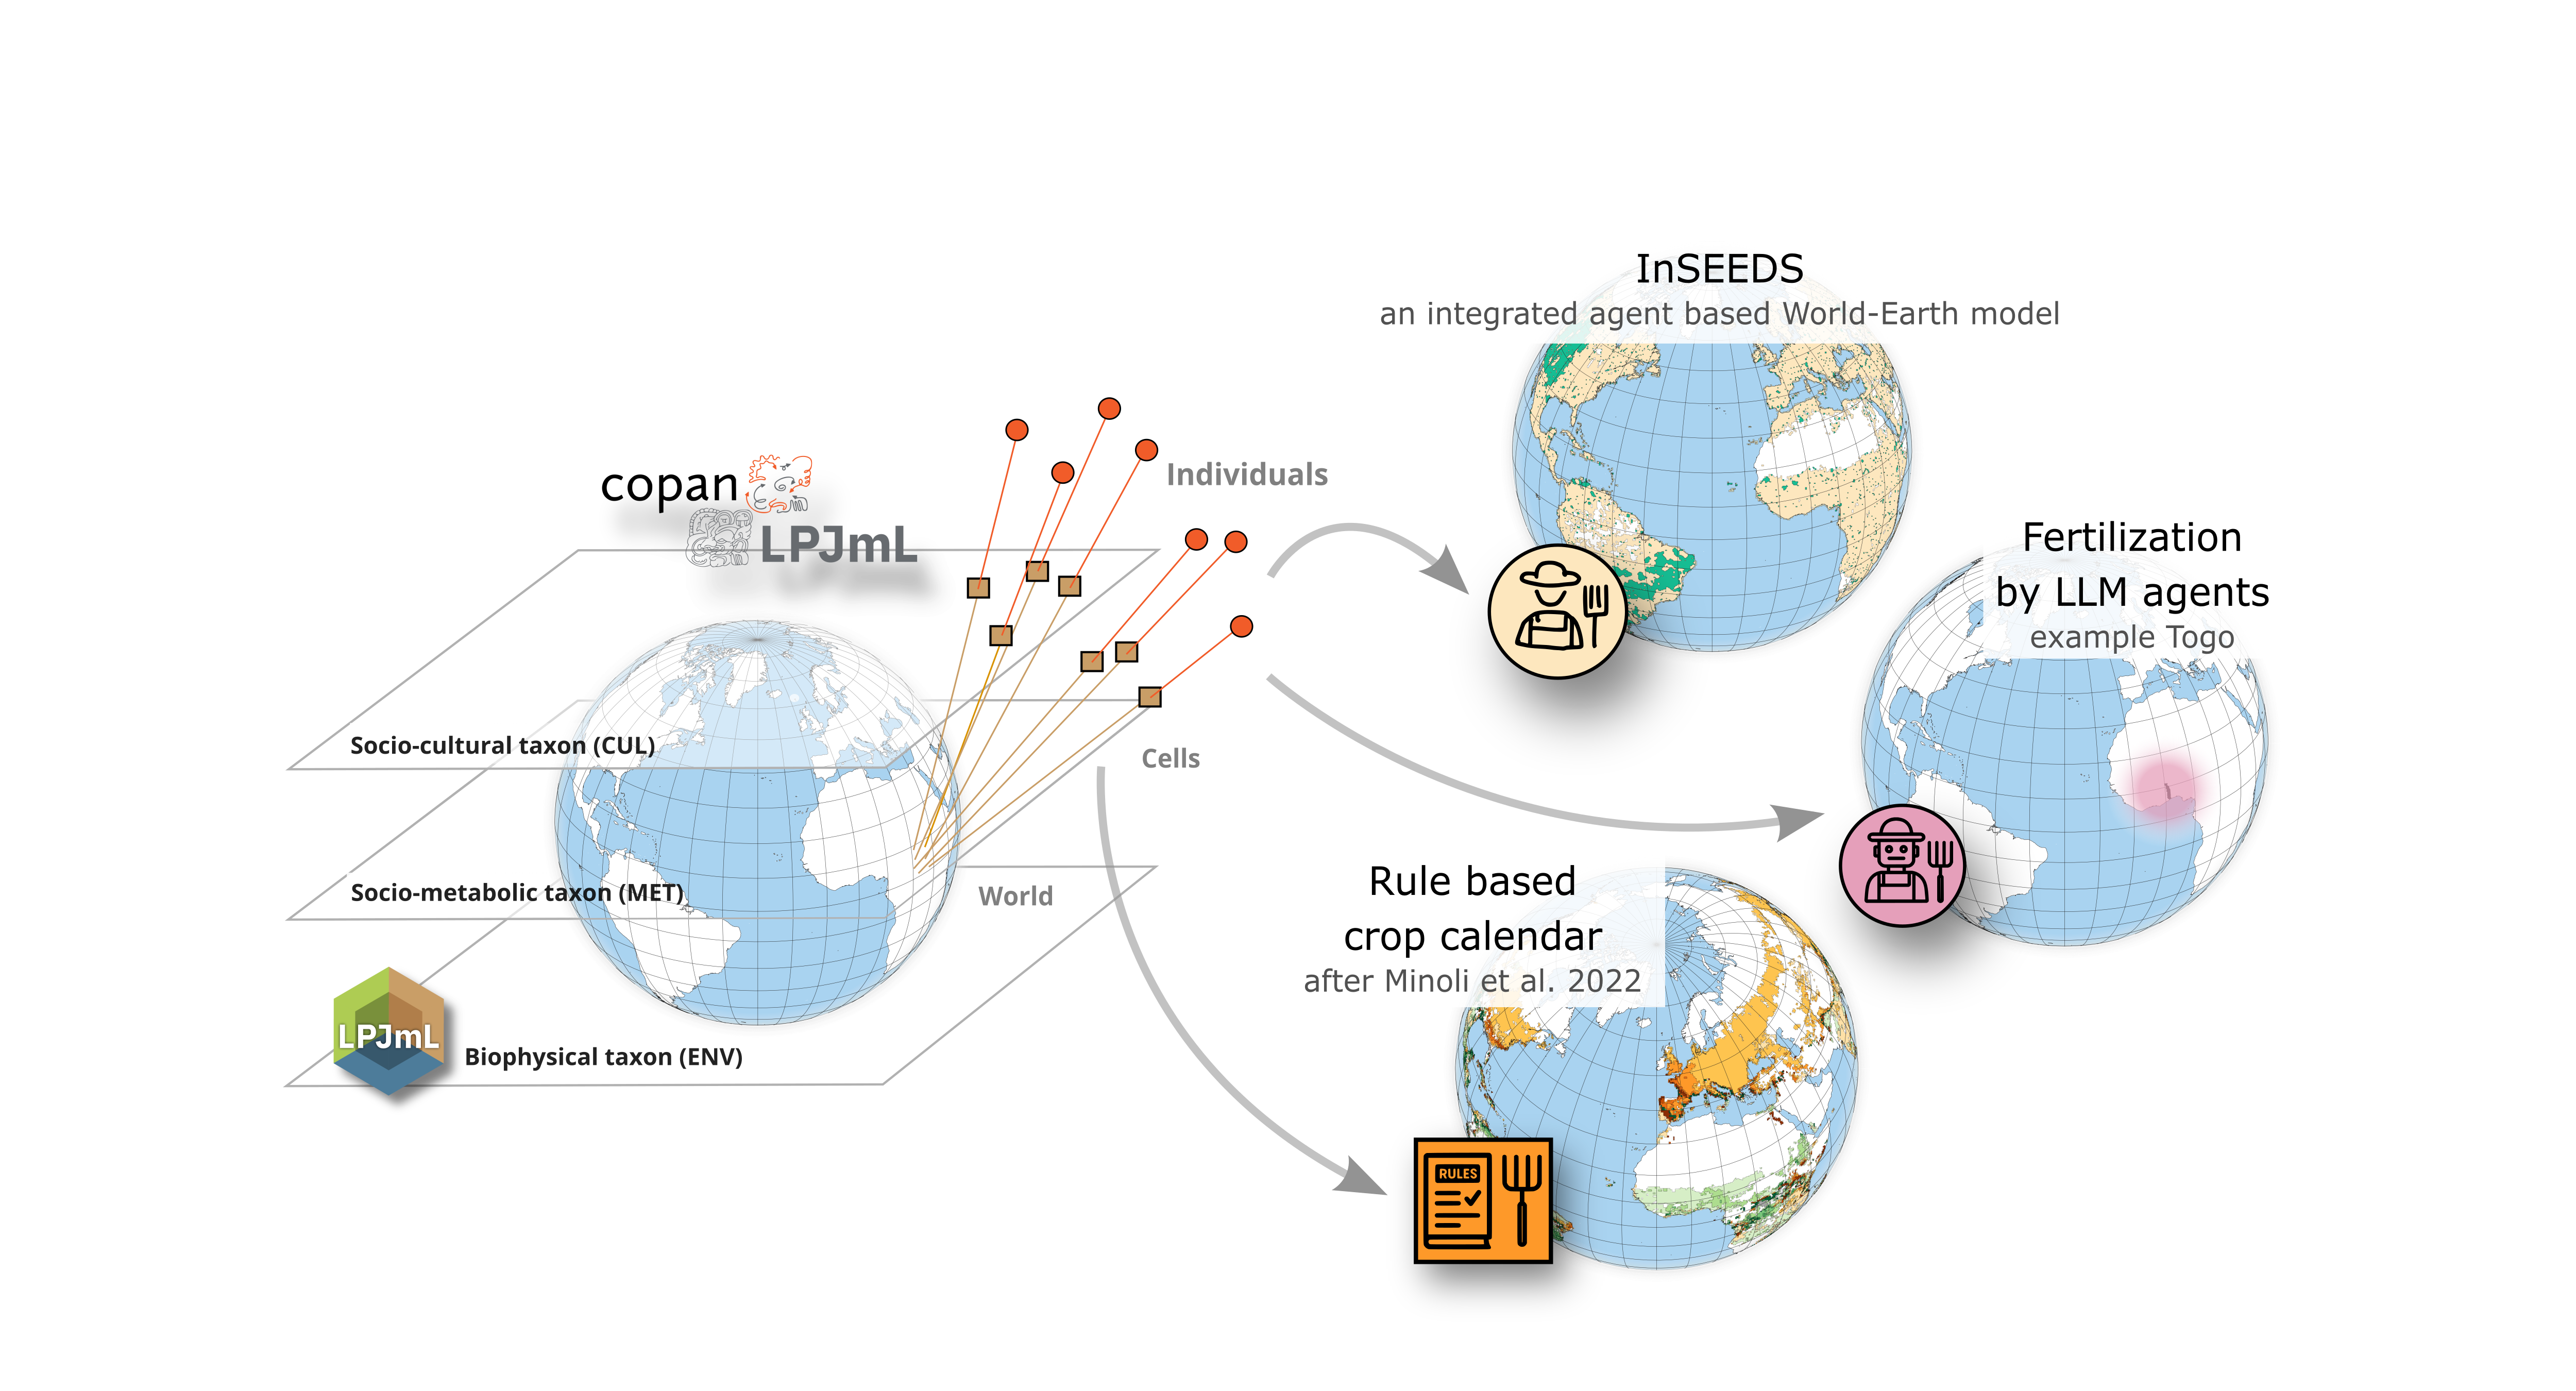 copan
LPJmL
Individuals
Cells
World
Socio-cultural taxon (CUL)
Socio-metabolic taxon (MET)
Biophysical taxon (ENV)
LPJmL
InSEEDS
an integrated agent based World-Earth model
Fertilization
by LLM agents
example Togo
Rule based
crop calendar
after Minoli et al. 2022
RULES